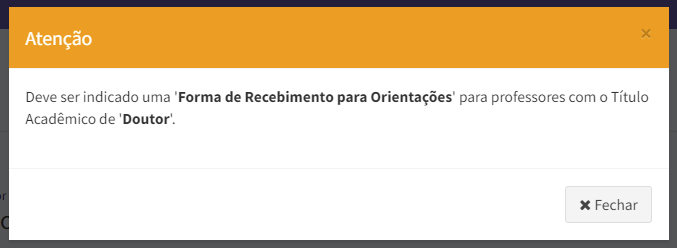 Atenção
×
Deve ser indicado uma 'Forma de Recebimento para Orientações' para professores com o Título
Acadêmico de 'Doutor'.
✖ Fechar